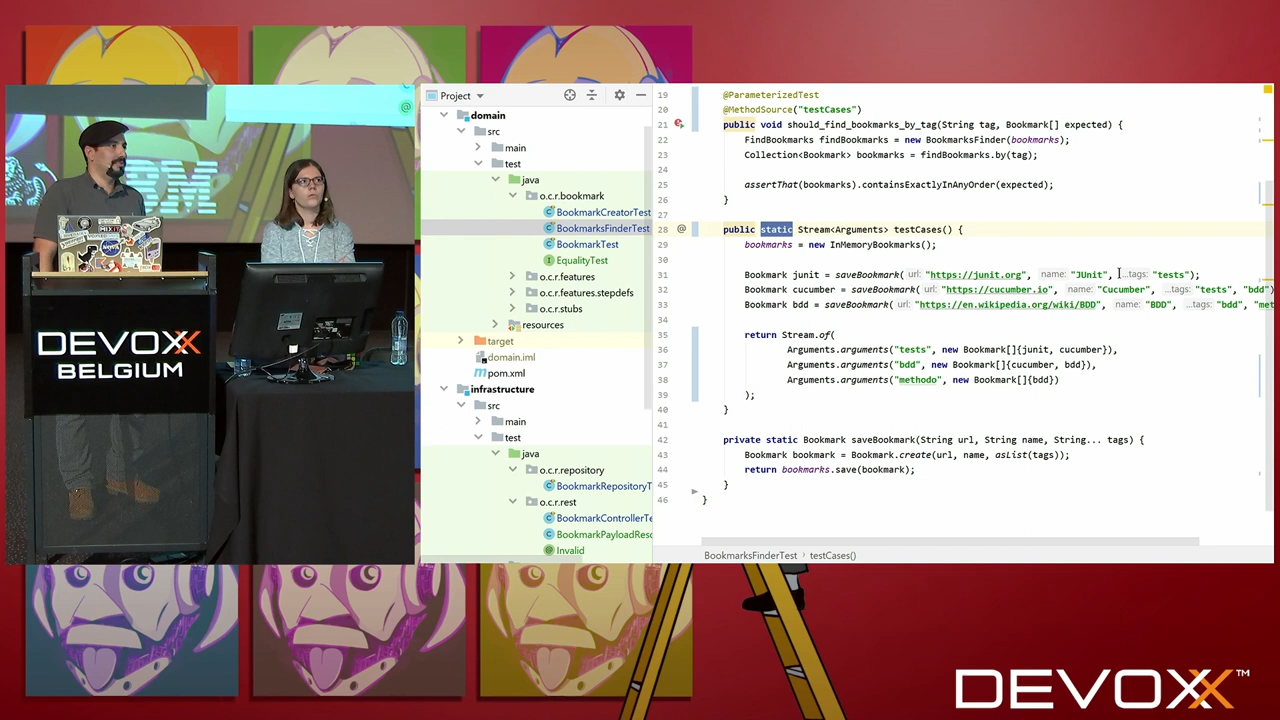 IBM
MIXIT
DEVOXX
BELGIUM
Project
domain
src
main
test
java
o.c.r.bookmark
BookmarkCreatorTest
BookmarksFinderTest
BookmarkTest
EqualityTest
o.c.r.features
o.c.r.features.stepdefs
o.c.r.stubs
resources
target
domain.iml
pom.xml
infrastructure
src
main
test
java
o.c.r.repository
BookmarkRepositoryT
o.c.r.rest
BookmarkControllerTe
BookmarkPayloadReso
Invalid
19 @ParameterizedTest
20 @MethodSource("testCases")
21 public void should_find_bookmarks_by_tag(String tag, Bookmark[] expected) {
22 FindBookmarks findBookmarks = new BookmarksFinder(bookmarks);
23 Collection<Bookmark> bookmarks = findBookmarks.by(tag);
24
25 assertThat(bookmarks).containsExactlyInAnyOrder(expected);
26 }
27
28 @ public static Stream<Arguments> testCases() {
29 bookmarks = new InMemoryBookmarks();
30
31 Bookmark junit = saveBookmark( url: "https://junit.org", name: "JUnit", ...tags: "tests");
32 Bookmark cucumber = saveBookmark( url: "https://cucumber.io", name: "Cucumber", ...tags: "tests", "bdd")
33 Bookmark bdd = saveBookmark( url: "https://en.wikipedia.org/wiki/BDD", name: "BDD", ...tags: "bdd", "met
34
35 return Stream.of(
36 Arguments.arguments("tests", new Bookmark[]{junit, cucumber}),
37 Arguments.arguments("bdd", new Bookmark[]{cucumber, bdd}),
38 Arguments.arguments("methodo", new Bookmark[]{bdd})
39 );
40 }
41
42 private static Bookmark saveBookmark(String url, String name, String... tags) {
43 Bookmark bookmark = Bookmark.create(url, name, asList(tags));
44 return bookmarks.save(bookmark);
45 }
46 }
BookmarksFinderTest › testCases()
DEVOXX™